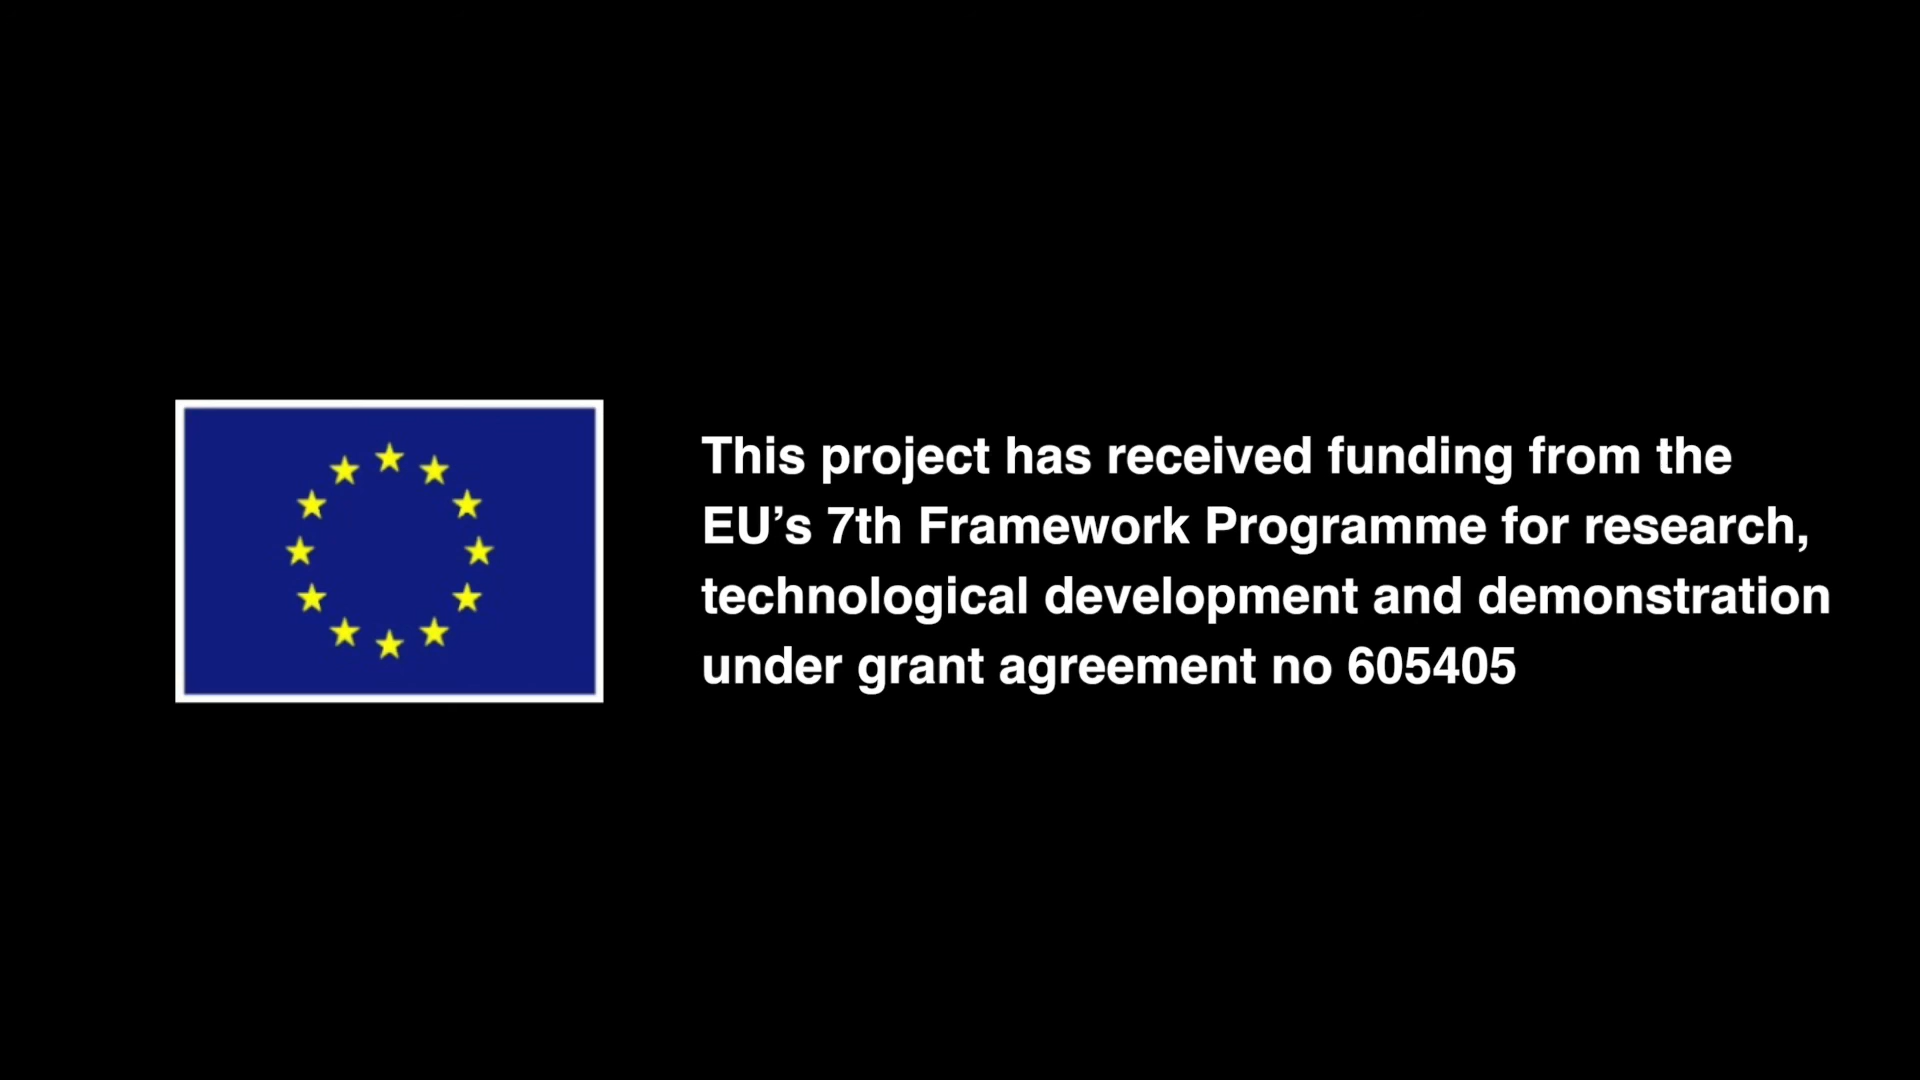 This project has received funding from the
EU’s 7th Framework Programme for research,
technological development and demonstration
under grant agreement no 605405